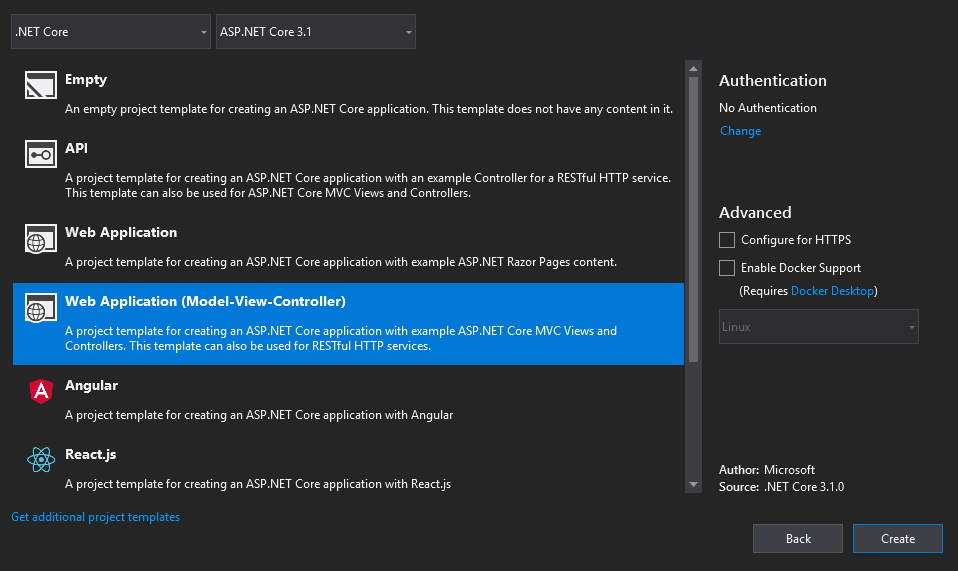 .NET Core
ASP.NET Core 3.1
Empty
An empty project template for creating an ASP.NET Core application. This template does not have any content in it.
API
A project template for creating an ASP.NET Core application with an example Controller for a RESTful HTTP service.
This template can also be used for ASP.NET Core MVC Views and Controllers.
Web Application
A project template for creating an ASP.NET Core application with example ASP.NET Razor Pages content.
Web Application (Model-View-Controller)
A project template for creating an ASP.NET Core application with example ASP.NET Core MVC Views and
Controllers. This template can also be used for RESTful HTTP services.
Angular
A project template for creating an ASP.NET Core application with Angular
React.js
A project template for creating an ASP.NET Core application with React.js
Get additional project templates
Authentication
No Authentication
Change
Advanced
Configure for HTTPS
Enable Docker Support
(Requires Docker Desktop)
Linux
Author: Microsoft
Source: .NET Core 3.1.0
Back
Create